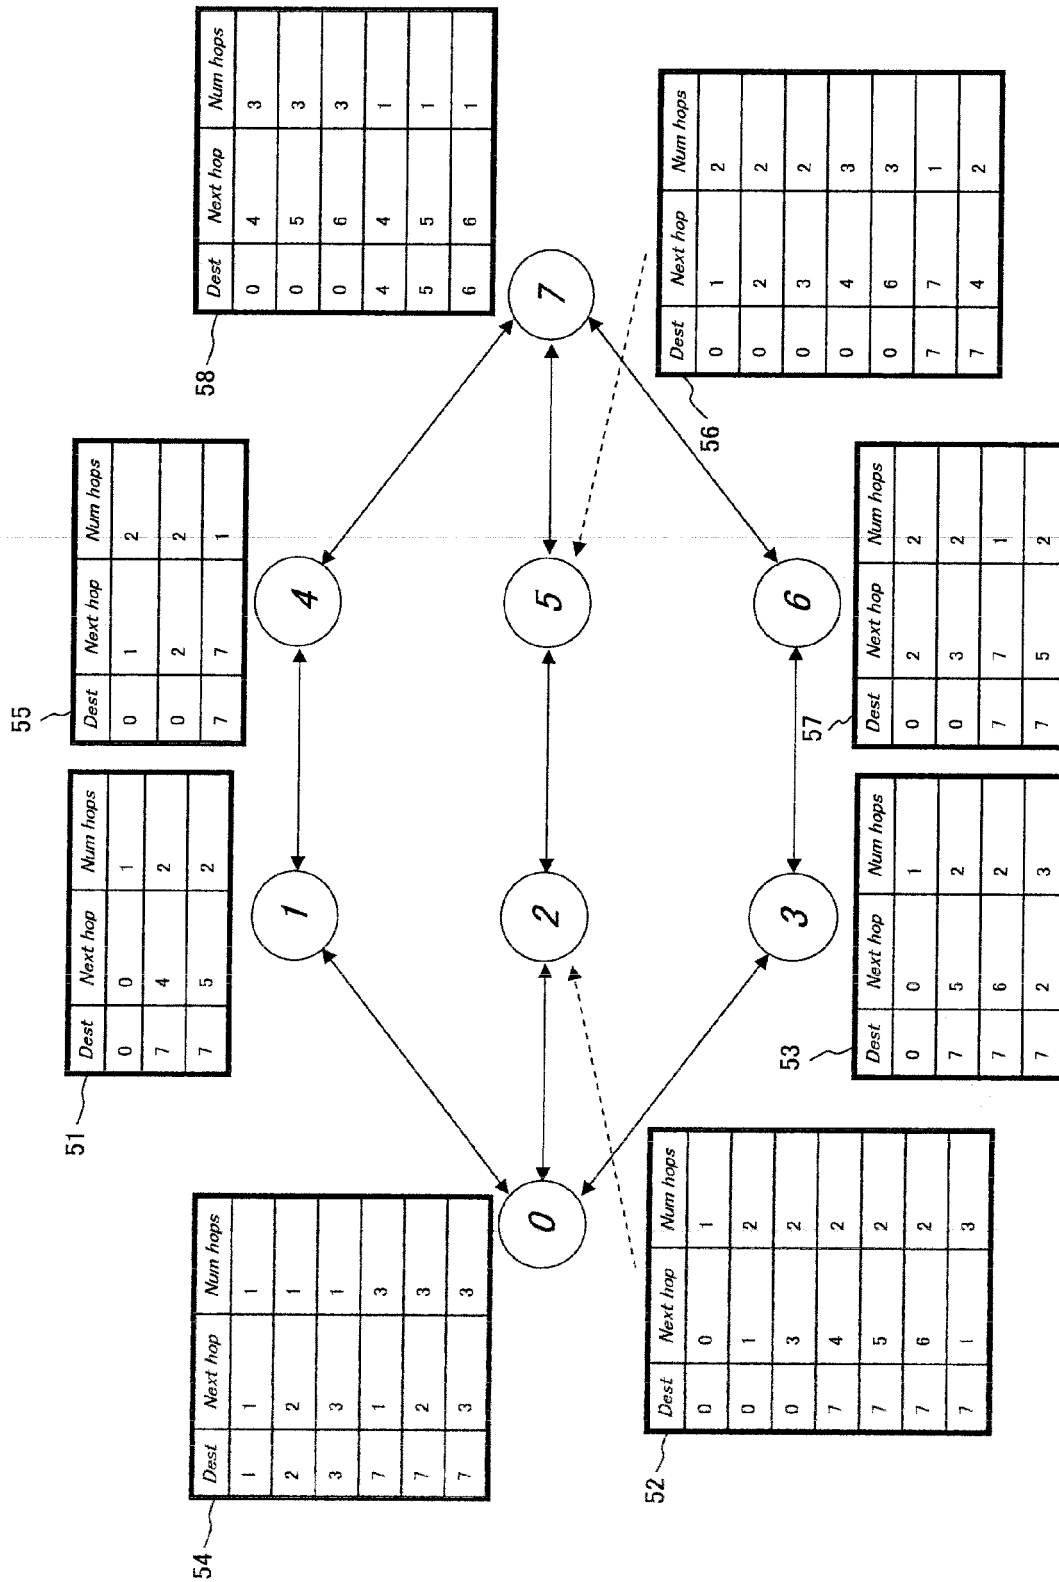 54
Dest Next hop Num hops
1 1 1
2 2 1
3 3 1
7 1 3
7 2 3
7 3 3
51
Dest Next hop Num hops
0 0 1
7 4 2
7 5 2
55
Dest Next hop Num hops
0 1 2
0 2 2
7 7 1
58
Dest Next hop Num hops
0 4 3
0 5 3
0 6 3
4 4 1
5 5 1
6 6 1
1
4
0
2
5
7
3
6
52
Dest Next hop Num hops
0 0 1
0 1 2
0 3 2
7 4 2
7 5 2
7 6 2
7 1 3
53
Dest Next hop Num hops
0 0 1
7 5 2
7 6 2
7 2 3
57
Dest Next hop Num hops
0 2 2
0 3 2
7 7 1
7 5 2
56
Dest Next hop Num hops
0 1 2
0 2 2
0 3 2
0 4 3
0 6 3
7 7 1
7 4 2